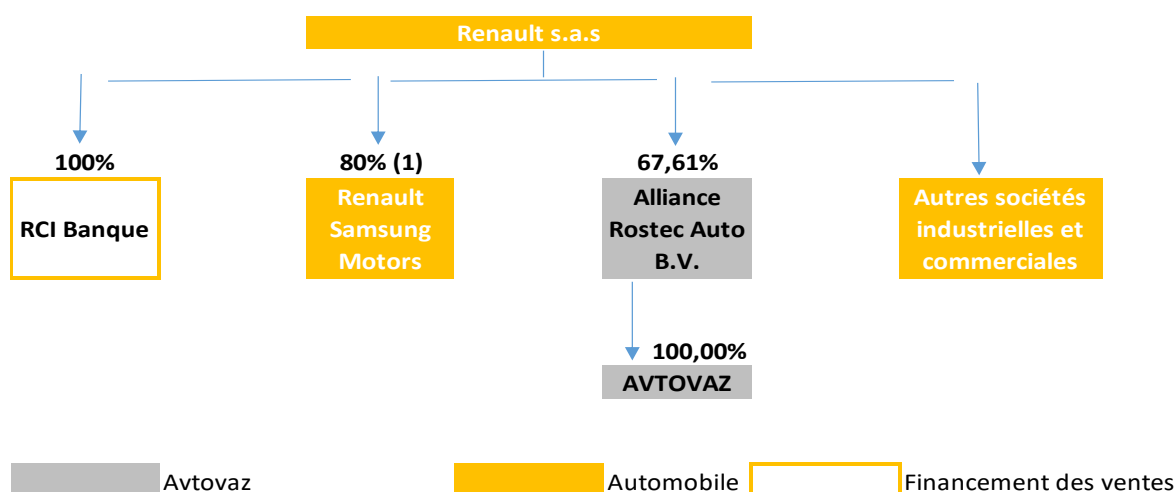 Renault s.a.s
100%
RCI Banque
80% (1)
Renault
Samsung
Motors
67,61%
Alliance
Rostec Auto
B.V.
Autres sociétés
industrielles et
commerciales
100,00%
AVTOVAZ
Avtovaz
Automobile
Financement des ventes